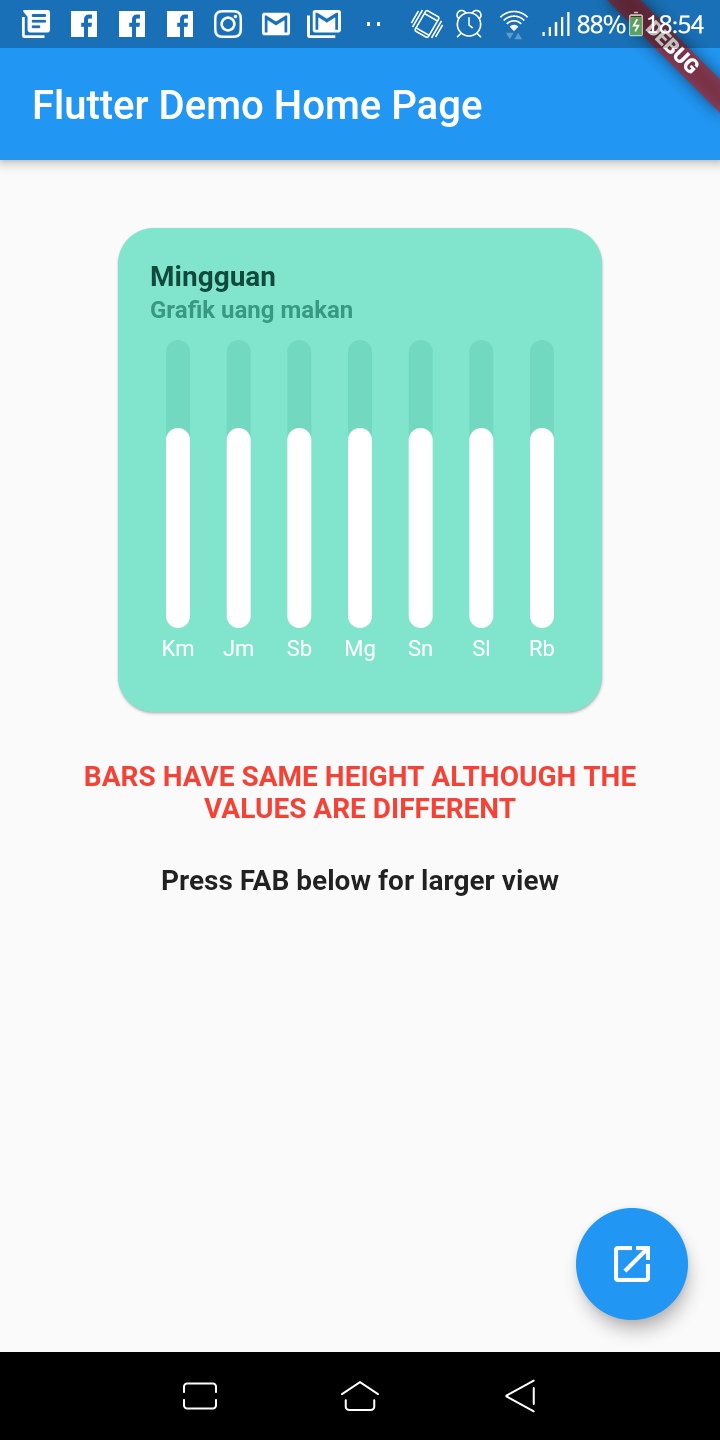 88% 18:54
DEBUG
Flutter Demo Home Page
Mingguan
Grafik uang makan
Km Jm Sb Mg Sn Sl Rb
BARS HAVE SAME HEIGHT ALTHOUGH THE
VALUES ARE DIFFERENT
Press FAB below for larger view